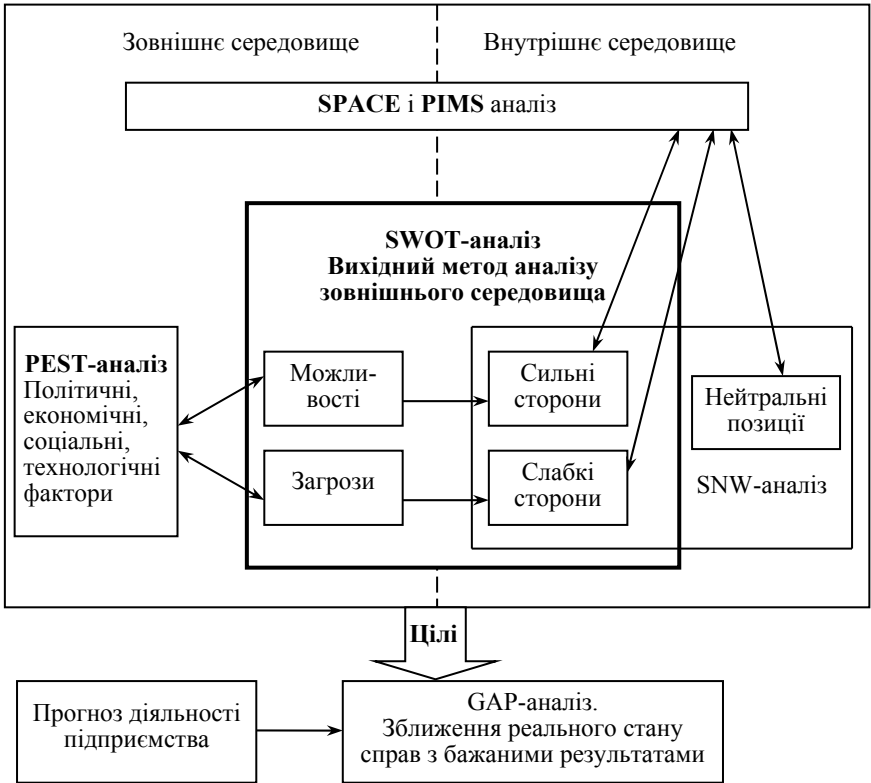 Зовнішнє середовище
Внутрішнє середовище
SPACE і PIMS аналіз
SWOT-аналіз
Вихідний метод аналізу
зовнішнього середовища
PEST-аналіз
Політичні,
економічні,
соціальні,
технологічні
фактори
Можли-
вості
Сильні
сторони
Нейтральні
позиції
Загрози
Слабкі
сторони
SNW-аналіз
Цілі
Прогноз діяльності
підприємства
GAP-аналіз.
Зближення реального стану
справ з бажаними результатами